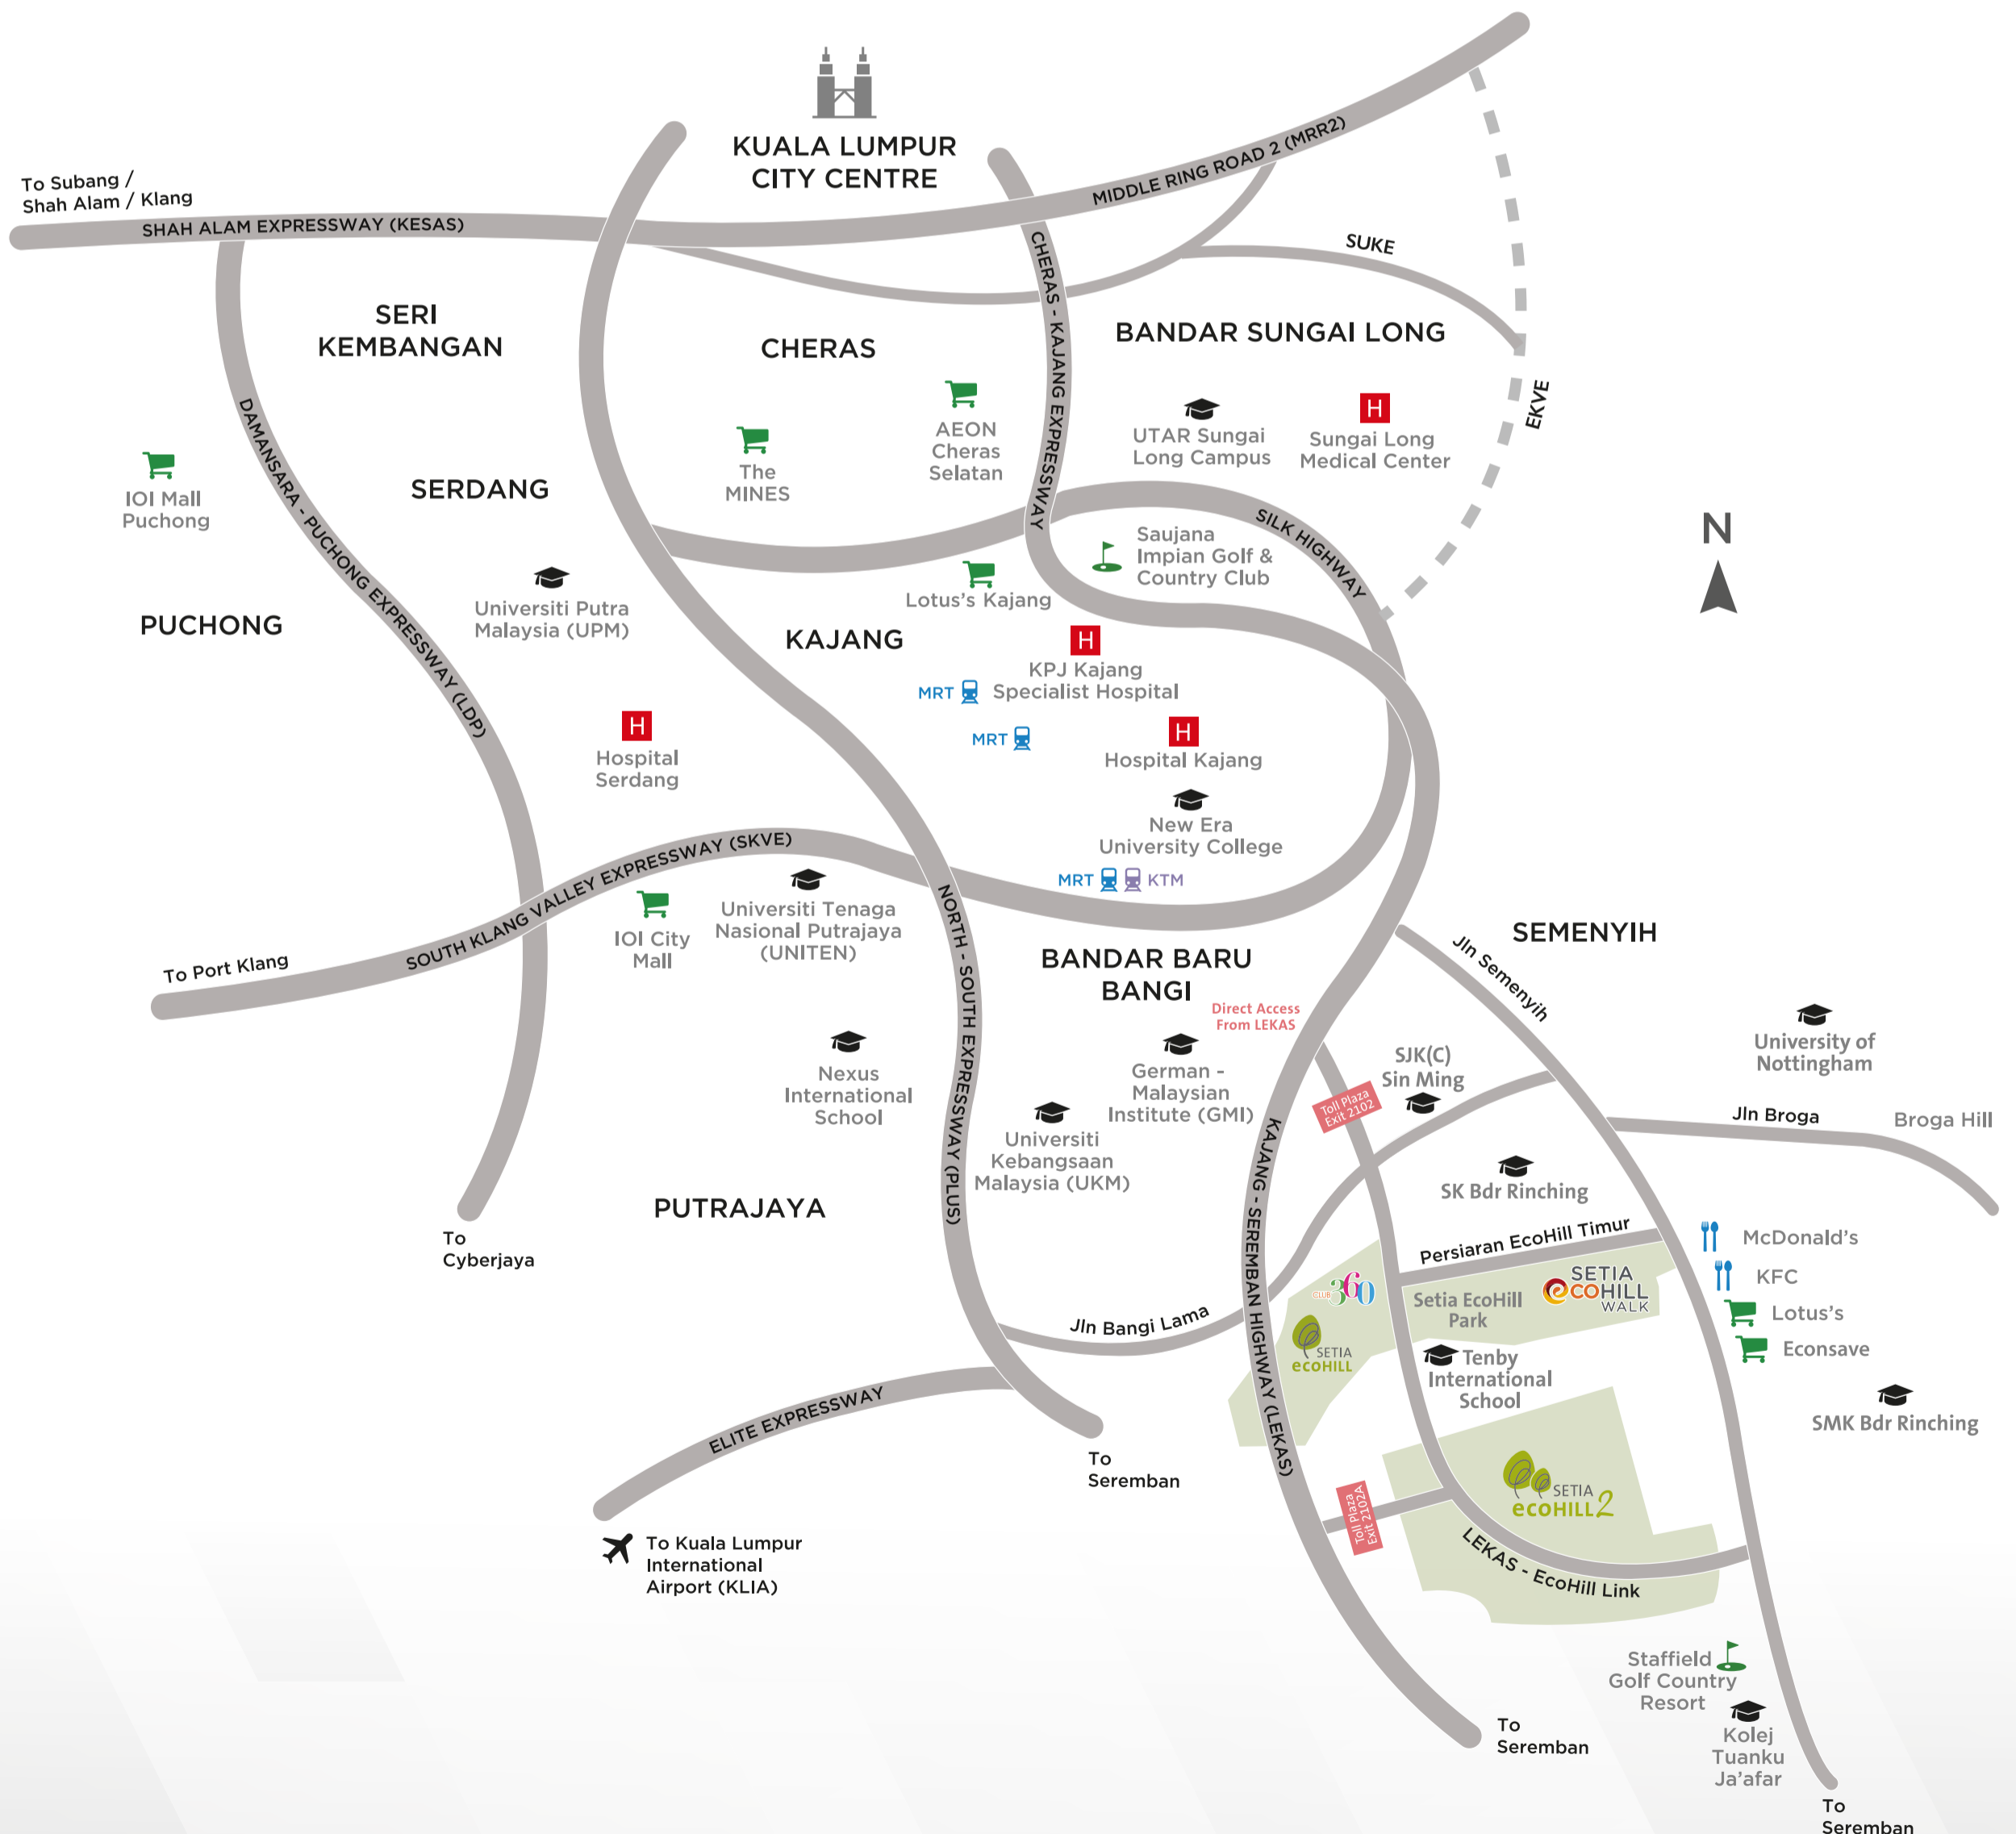 KUALA LUMPUR
CITY CENTRE
To Subang /
Shah Alam / Klang
SHAH ALAM EXPRESSWAY (KESAS)
MIDDLE RING ROAD 2 (MRR2)
SUKE
EKVE
CHERAS - KAJANG EXPRESSWAY
SERI
KEMBANGAN
CHERAS
BANDAR SUNGAI LONG
AEON
Cheras
Selatan
The
MINES
UTAR Sungai
Long Campus
H
Sungai Long
Medical Center
IOI Mall
Puchong
DAMANSARA - PUCHONG EXPRESSWAY (LDP)
SERDANG
SILK HIGHWAY
Saujana
Impian Golf &
Country Club
N
Universiti Putra
Malaysia (UPM)
Lotus's Kajang
PUCHONG
KAJANG
H
KPJ Kajang
Specialist Hospital
MRT
MRT
H
Hospital
Serdang
H
Hospital Kajang
New Era
University College
MRT
KTM
SOUTH KLANG VALLEY EXPRESSWAY (SKVE)
To Port Klang
IOI City
Mall
Universiti Tenaga
Nasional Putrajaya
(UNITEN)
NORTH - SOUTH EXPRESSWAY (PLUS)
BANDAR BARU
BANGI
SEMENYIH
Jln Semenyih
Direct Access
From LEKAS
Nexus
International
School
German -
Malaysian
Institute (GMI)
Universiti
Kebangsaan
Malaysia (UKM)
Toll Plaza
Exit 2102
SJK(C)
Sin Ming
University of
Nottingham
Jln Broga
Broga Hill
SK Bdr Rinching
KAJANG - SEREMBAN HIGHWAY (LEKAS)
PUTRAJAYA
To
Cyberjaya
Persiaran EcoHill Timur
McDonald's
KFC
Lotus's
Econsave
CLUB 360
Setia EcoHill
Park
SETIA
eCOHILL
WALK
SETIA
ecoHILL
Jln Bangi Lama
Tenby
International
School
SMK Bdr Rinching
ELITE EXPRESSWAY
To
Seremban
To Kuala Lumpur
International
Airport (KLIA)
Toll Plaza
Exit 2102A
SETIA
ecoHILL 2
LEKAS - EcoHill Link
Staffield
Golf Country
Resort
Kolej
Tuanku
Ja'afar
To
Seremban
To
Seremban